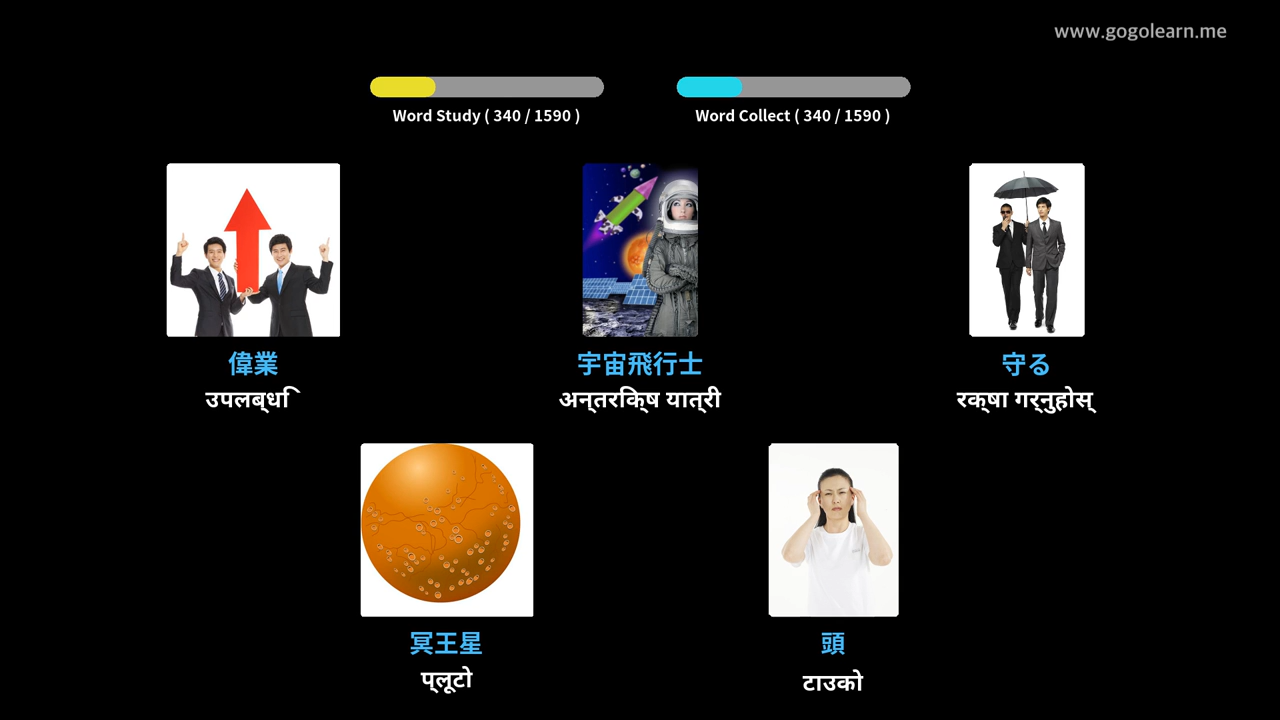 www.gogolearn.me
Word Study ( 340 / 1590 )
Word Collect ( 340 / 1590 )
偉業
उपलब्धि
宇宙飛行士
अन्तरिक्ष यात्री
守る
रक्षा गर्नुहोस्
冥王星
प्लूटो
頭
टाउको